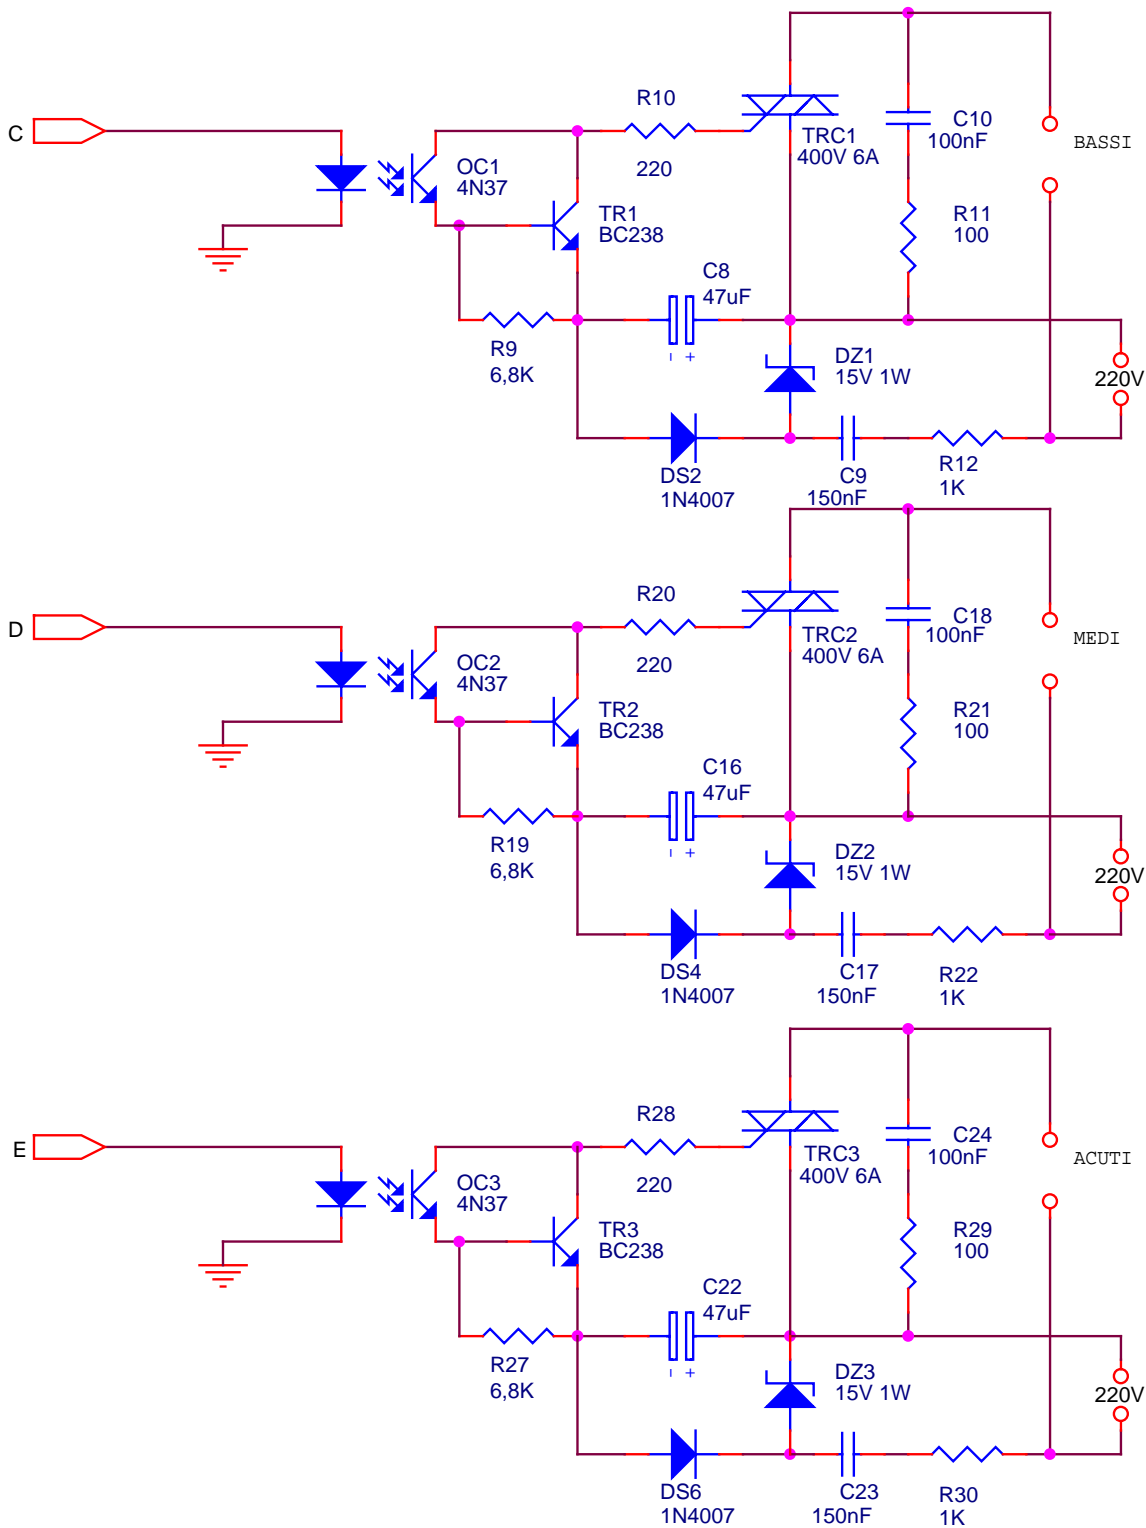 C
OC1
4N37
R10
220
TRC1
400V 6A
C10
100nF
BASSI
TR1
BC238
R11
100
C8
47uF
- +
R9
6,8K
DZ1
15V 1W
220V
DS2
1N4007
C9
150nF
R12
1K
D
OC2
4N37
R20
220
TRC2
400V 6A
C18
100nF
MEDI
TR2
BC238
R21
100
C16
47uF
- +
R19
6,8K
DZ2
15V 1W
220V
DS4
1N4007
C17
150nF
R22
1K
E
OC3
4N37
R28
220
TRC3
400V 6A
C24
100nF
ACUTI
TR3
BC238
R29
100
C22
47uF
- +
R27
6,8K
DZ3
15V 1W
220V
DS6
1N4007
C23
150nF
R30
1K